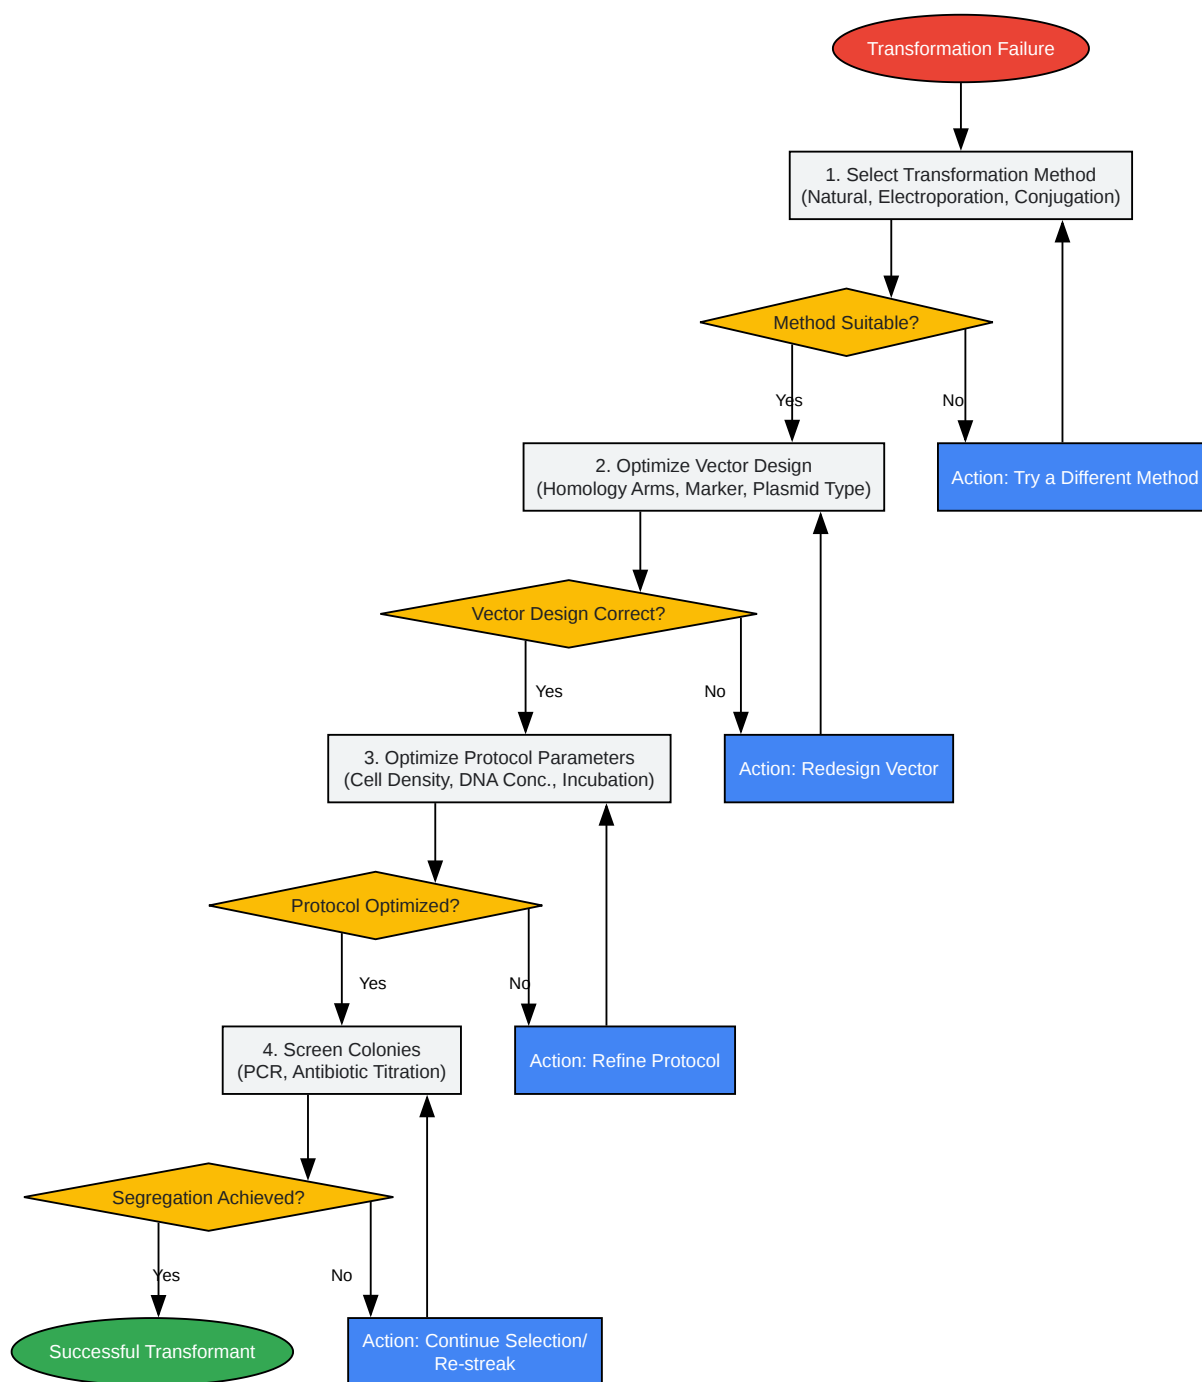 Transformation Failure
1. Select Transformation Method
(Natural, Electroporation, Conjugation)
Method Suitable?
Yes
No
2. Optimize Vector Design
(Homology Arms, Marker, Plasmid Type)
Action: Try a Different Method
Vector Design Correct?
Yes
No
3. Optimize Protocol Parameters
(Cell Density, DNA Conc., Incubation)
Action: Redesign Vector
Protocol Optimized?
Yes
No
4. Screen Colonies
(PCR, Antibiotic Titration)
Action: Refine Protocol
Segregation Achieved?
Yes
No
Successful Transformant
Action: Continue Selection/
Re-streak